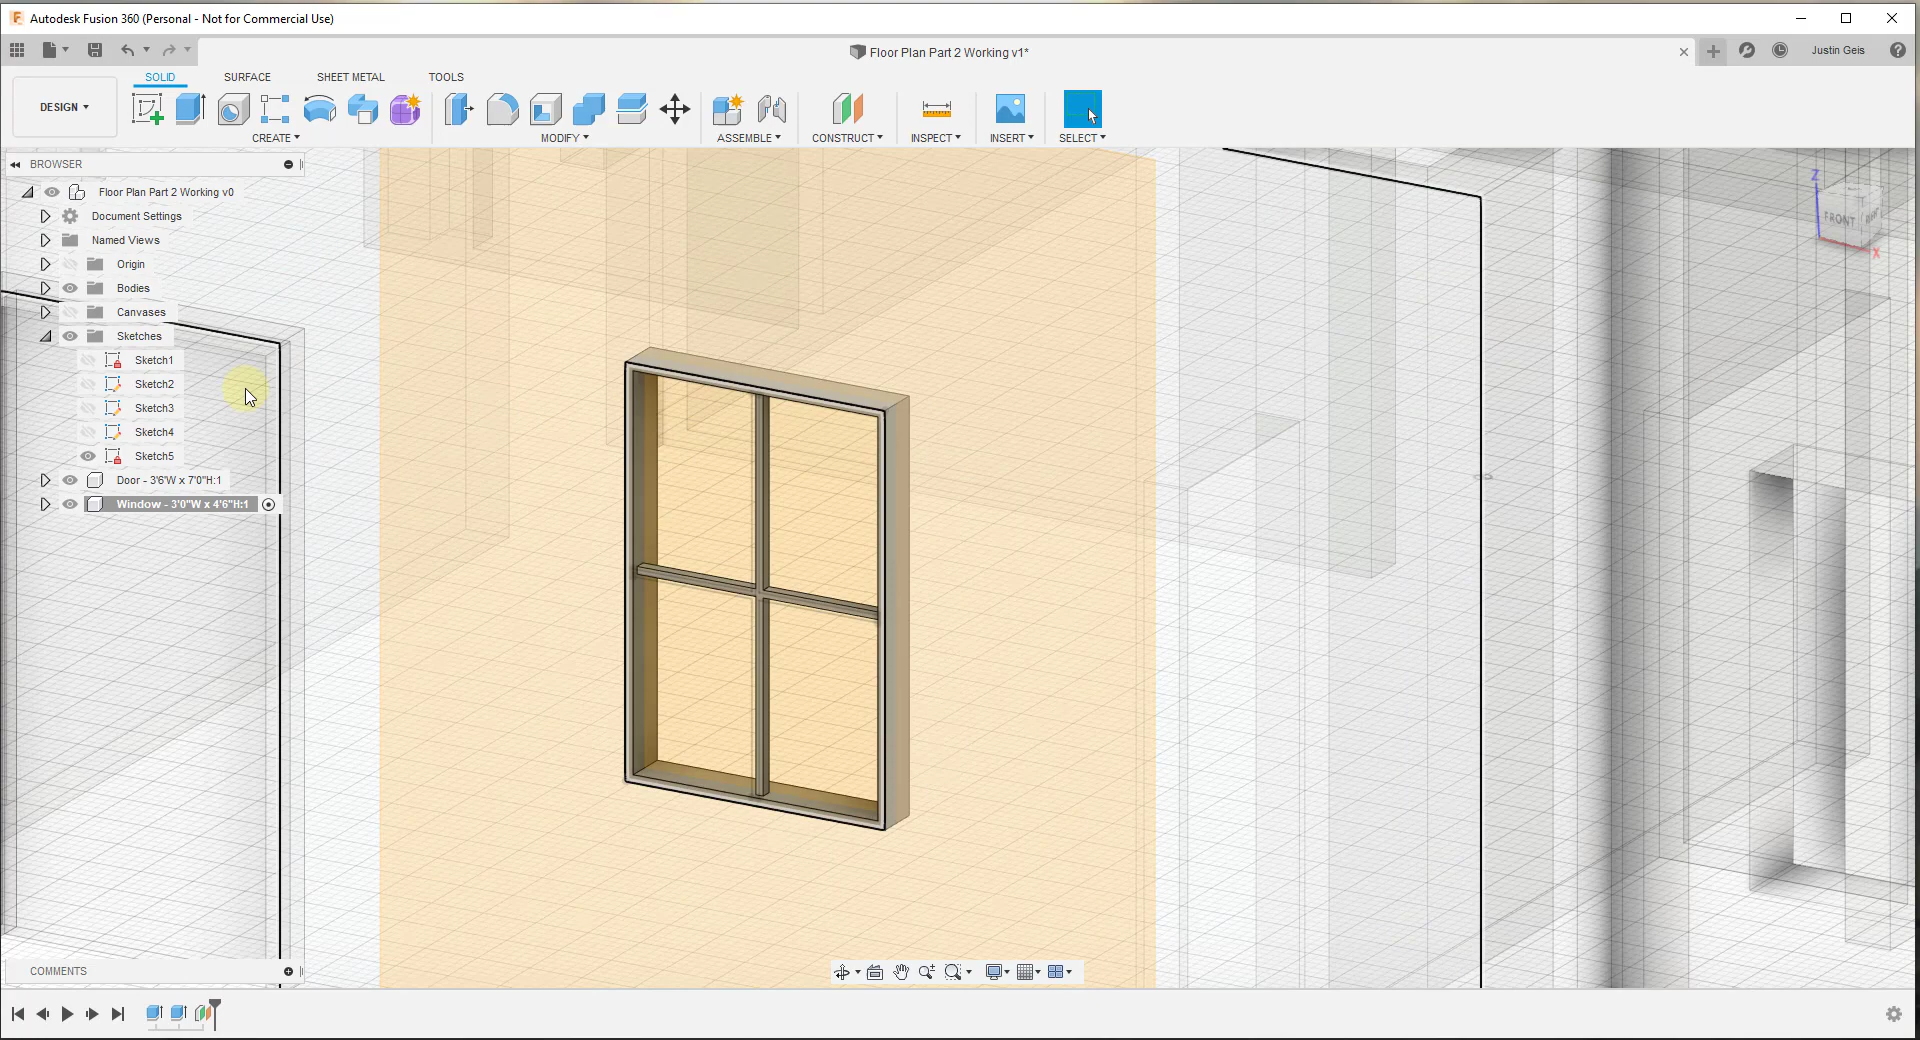 Autodesk Fusion 360 (Personal - Not for Commercial Use)
Floor Plan Part 2 Working v1*
Justin Geis
SOLID
SURFACE
SHEET METAL
TOOLS
DESIGN
CREATE
MODIFY
ASSEMBLE
CONSTRUCT
INSPECT
INSERT
SELECT
BROWSER
Floor Plan Part 2 Working v0
Document Settings
Named Views
Origin
Bodies
Canvases
Sketches
Sketch1
Sketch2
Sketch3
Sketch4
Sketch5
Door - 3'6"W x 7'0"H:1
Window - 3'0"W x 4'6"H:1
Z
FRONT
RIGHT
X
COMMENTS